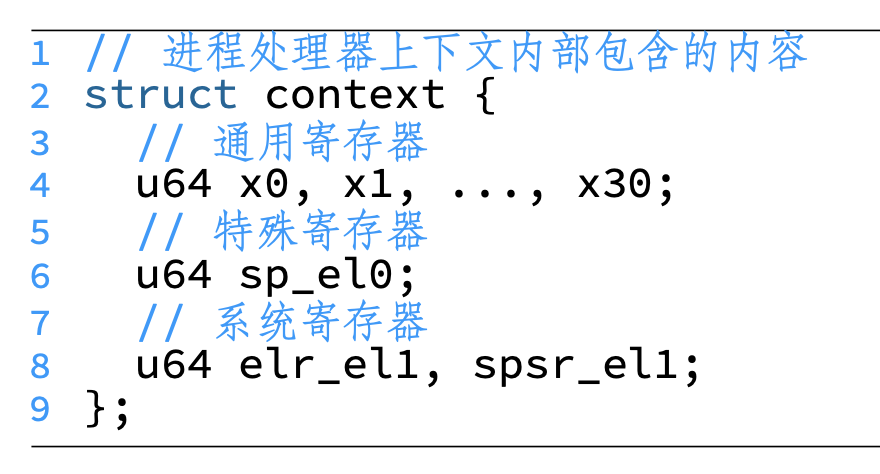 1 // 进程处理器上下文内部包含的内容
2 struct context {
3   // 通用寄存器
4   u64 x0, x1, ..., x30;
5   // 特殊寄存器
6   u64 sp_el0;
7   // 系统寄存器
8   u64 elr_el1, spsr_el1;
9 };